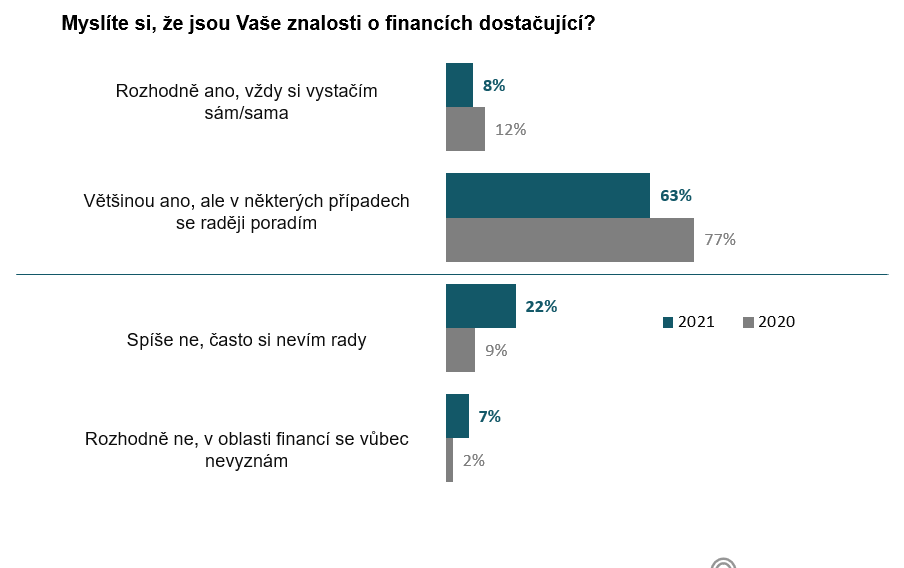 Myslíte si, že jsou Vaše znalosti o financích dostačující?
Rozhodně ano, vždy si vystačím
sám/sama
8%
12%
Většinou ano, ale v některých případech
se raději poradím
63%
77%
Spíše ne, často si nevím rady
22%
9%
2021
2020
Rozhodně ne, v oblasti financí se vůbec
nevyznám
7%
2%